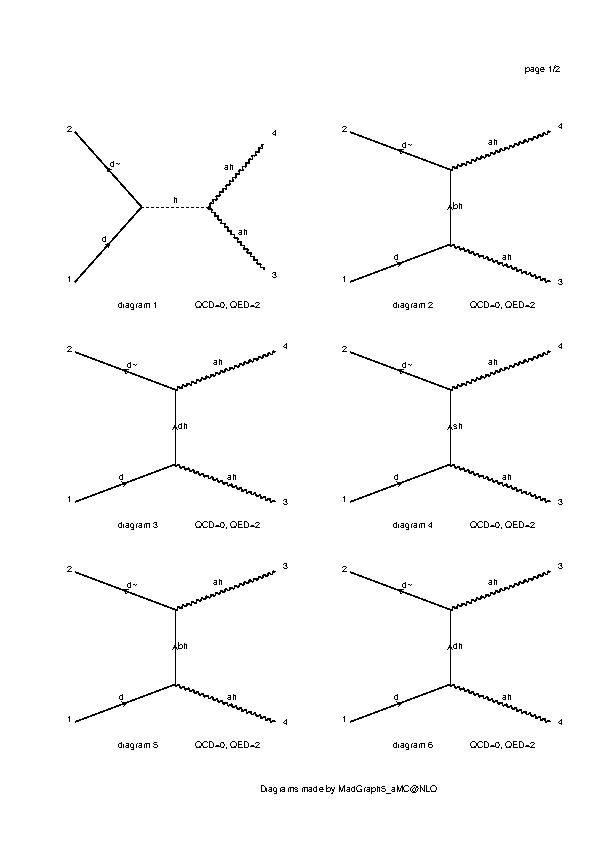 page 1/2
2
d~
d
1
h
ah
ah
4
3
diagram 1 QCD=0, QED=2
2
d~
ah
4
bh
d
ah
1
3
diagram 2 QCD=0, QED=2
2
d~
ah
4
dh
d
ah
1
3
diagram 3 QCD=0, QED=2
2
d~
ah
4
sh
d
ah
1
3
diagram 4 QCD=0, QED=2
2
d~
ah
3
bh
d
ah
1
4
diagram 5 QCD=0, QED=2
2
d~
ah
3
dh
d
ah
1
4
diagram 6 QCD=0, QED=2
Diagrams made by MadGraph5_aMC@NLO